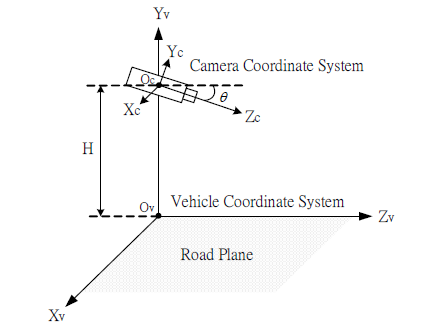 Yv
Yc
Oc
Camera Coordinate System
θ
Xc
Zc
H
Ov
Vehicle Coordinate System
Zv
Road Plane
Xv